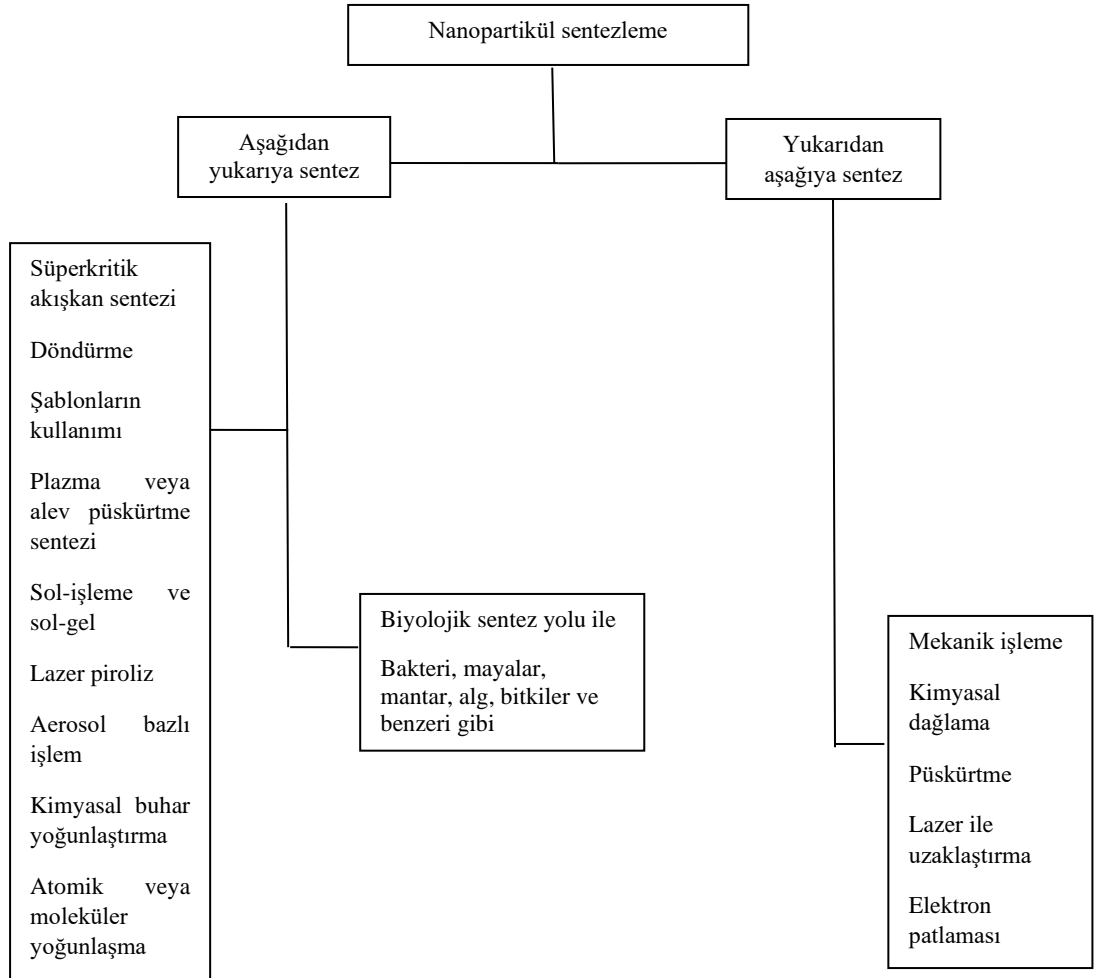 Nanopartikül sentezleme
Aşağıdan
yukarıya sentez
Yukarıdan
aşağıya sentez
Süperkritik
akışkan sentezi
Döndürme
Şablonların
kullanımı
Plazma veya
alev püskürtme
sentezi
Sol-işleme ve
sol-gel
Lazer piroliz
Aerosol bazlı
işlem
Kimyasal buhar
yoğunlaştırma
Atomik veya
moleküler
yoğunlaşma
Biyolojik sentez yolu ile
Bakteri, mayalar,
mantar, alg, bitkiler ve
benzeri gibi
Mekanik işleme
Kimyasal
dağlama
Püskürtme
Lazer ile
uzaklaştırma
Elektron
patlaması